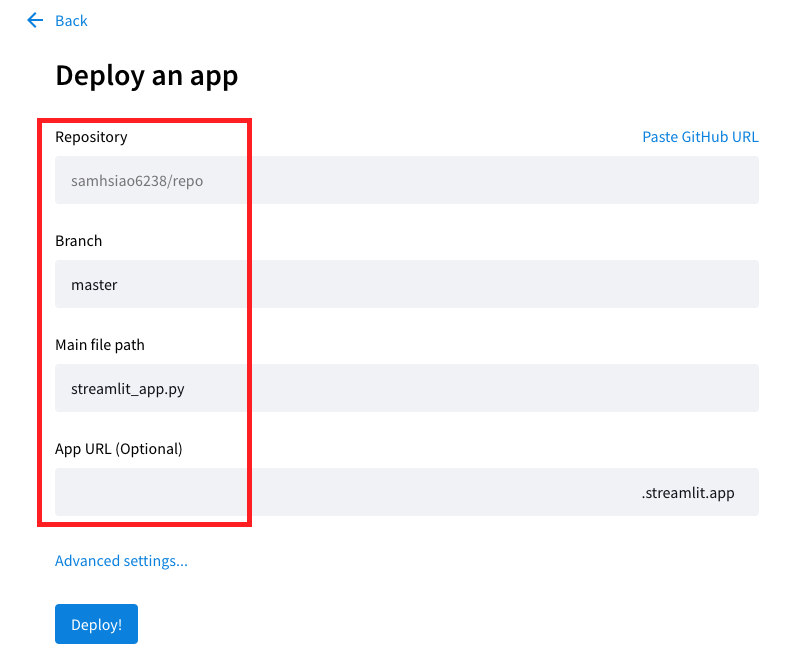 Back
Deploy an app
Repository
Paste GitHub URL
samhsiao6238/repo
Branch
master
Main file path
streamlit_app.py
App URL (Optional)
.streamlit.app
Advanced settings...
Deploy!